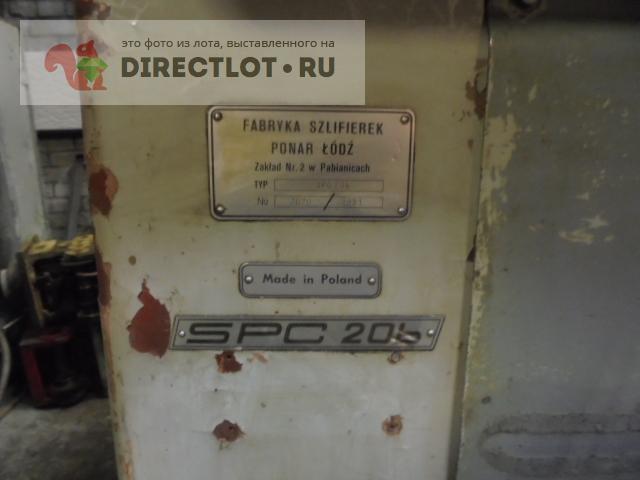 это фото из лота, выставленного на
DIRECTLOT.RU
FABRYKA SZLIFIEREK
PONAR ŁÓDŹ
Zakład Nr. 2 w Pabianicach
TYP
No /
Made in Poland
SPC 20b